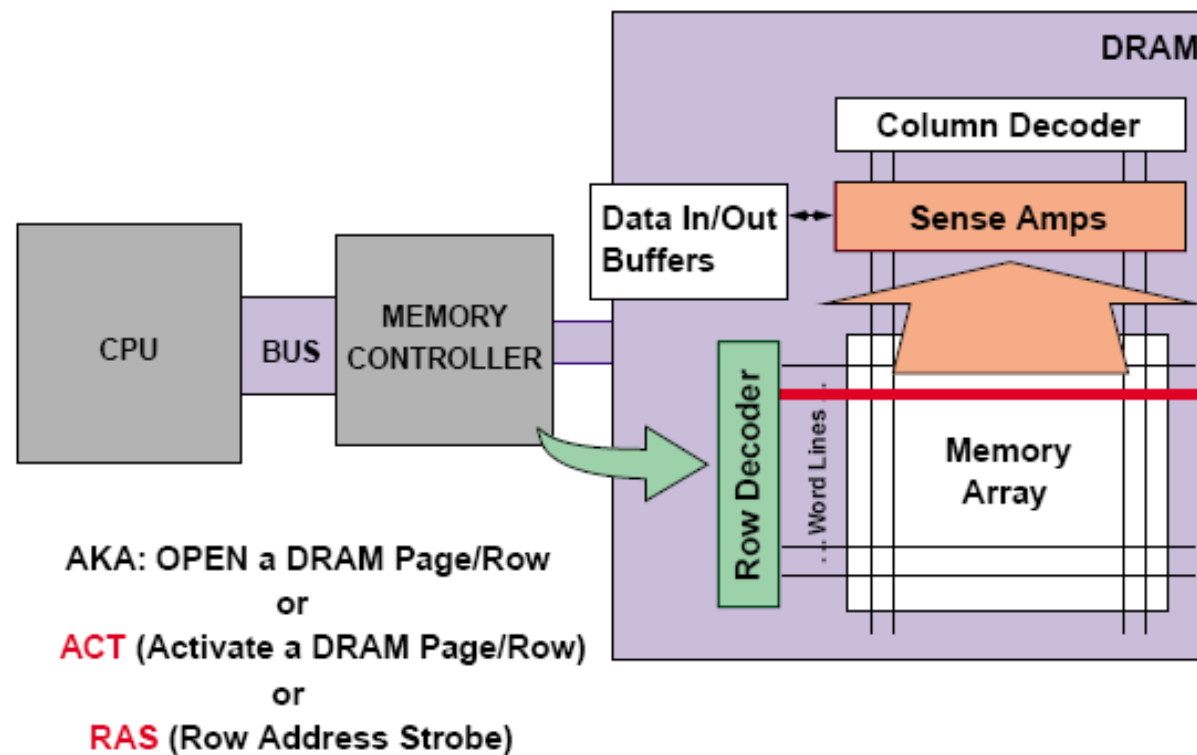 DRAM
Column Decoder
Sense Amps
Data In/Out
Buffers
CPU
BUS
MEMORY
CONTROLLER
Row Decoder
...Word Lines...
Memory
Array
AKA: OPEN a DRAM Page/Row
or
ACT (Activate a DRAM Page/Row)
or
RAS (Row Address Strobe)